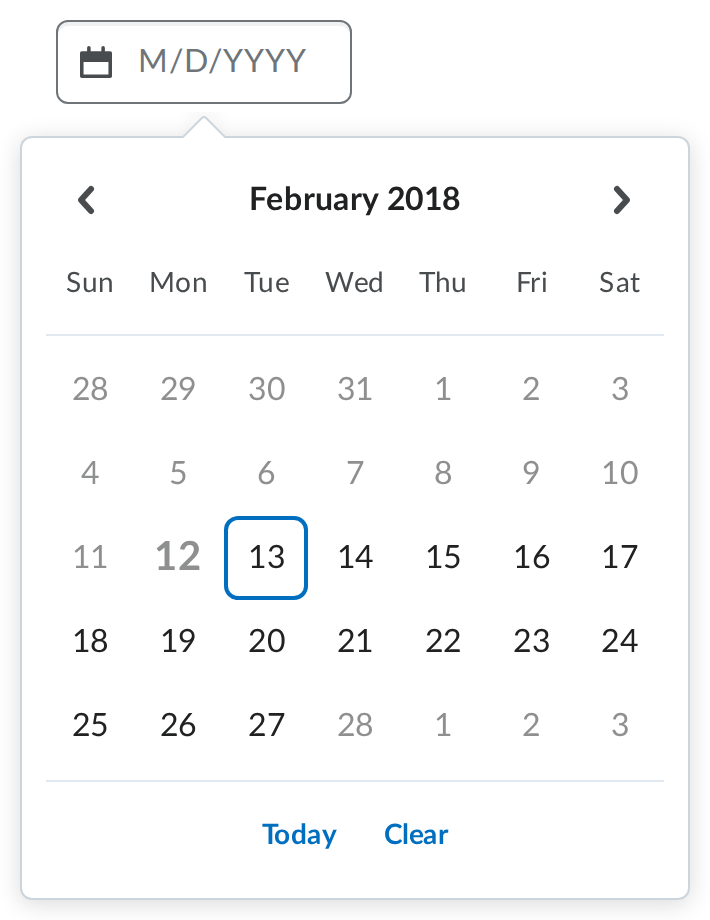 M/D/YYYY
February 2018
Sun Mon Tue Wed Thu Fri Sat
28 29 30 31 1 2 3
4 5 6 7 8 9 10
11 12 13 14 15 16 17
18 19 20 21 22 23 24
25 26 27 28 1 2 3
Today Clear